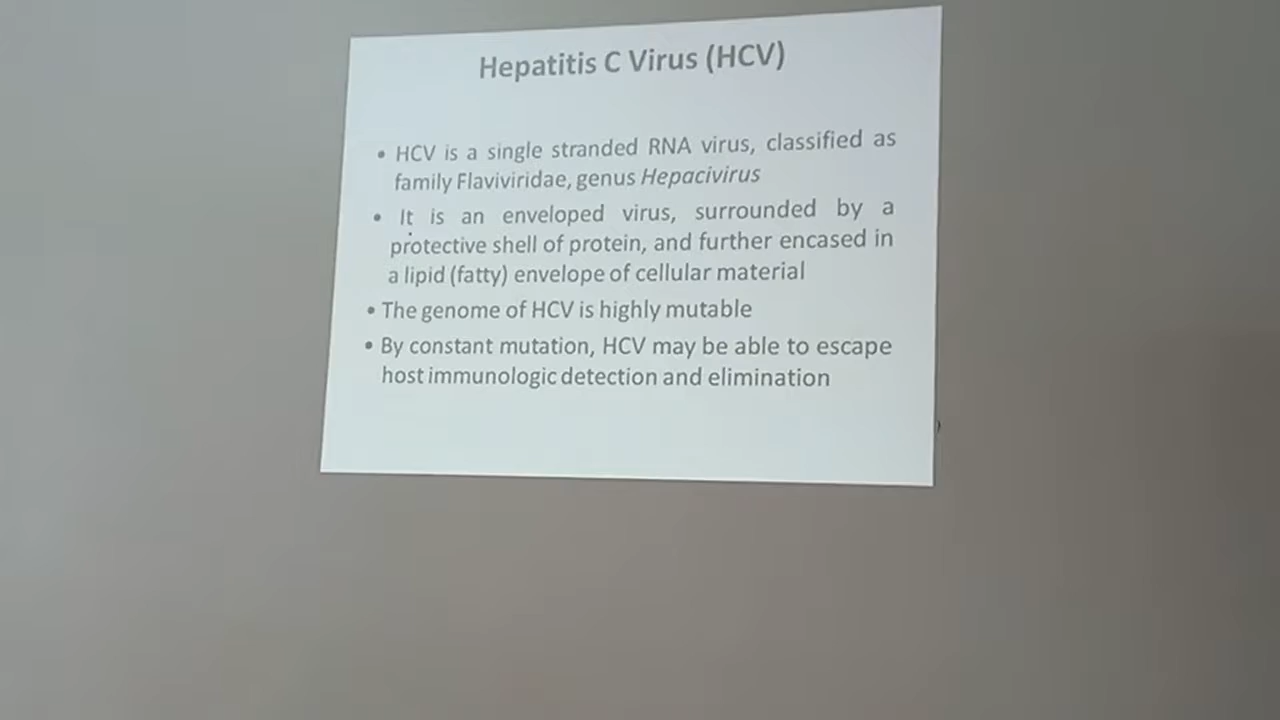 Hepatitis C Virus (HCV)
• HCV is a single stranded RNA virus, classified as
family Flaviviridae, genus Hepacivirus
• It is an enveloped virus, surrounded by a
protective shell of protein, and further encased in
a lipid (fatty) envelope of cellular material
• The genome of HCV is highly mutable
• By constant mutation, HCV may be able to escape
host immunologic detection and elimination